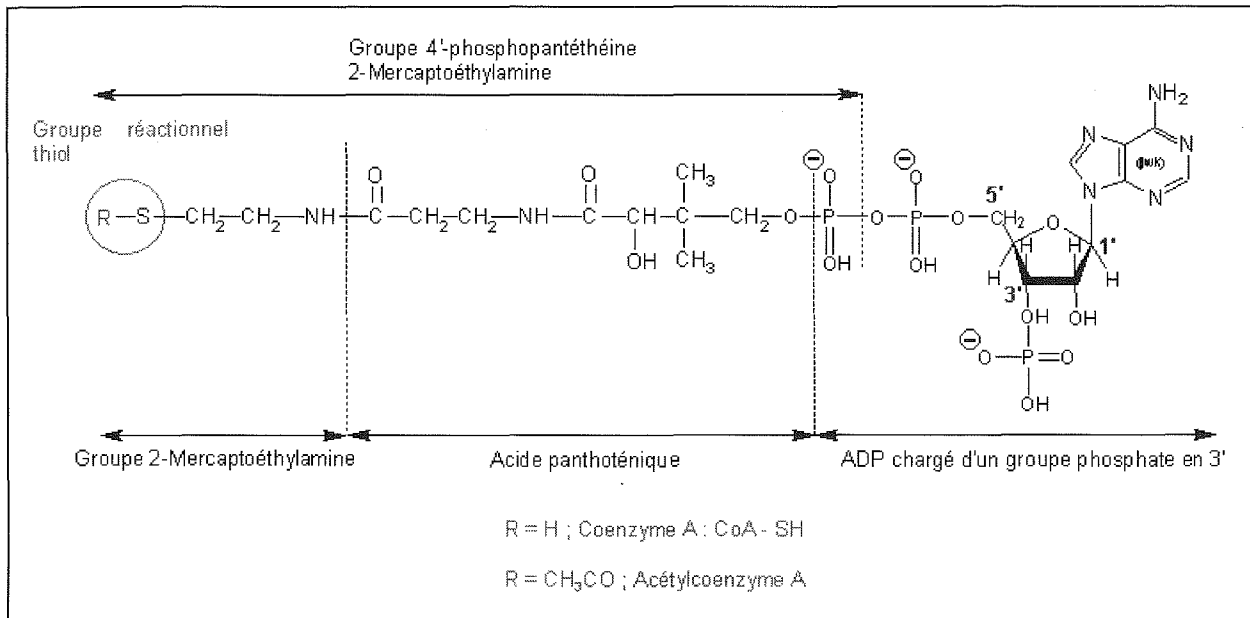 Groupe 4'-phosphopantéthéine
2-Mercaptoéthylamine
Groupe réactionnel
thiol
NH₂
N
N
N
N
5'
CH₂
O
1'
H
H
H
H
3'
OH
OH
R–S–CH₂–CH₂–NH–C–CH₂–CH₂–NH–C–CH–C–CH₂–O–P–O–P–O–CH₂
O
O
CH₃
CH₃
OH
O
O
OH
OH
O–P=O
OH
Groupe 2-Mercaptoéthylamine
Acide panthoténique
ADP chargé d'un groupe phosphate en 3'
R = H ; Coenzyme A : CoA - SH
R = CH₃CO ; Acétylcoenzyme A